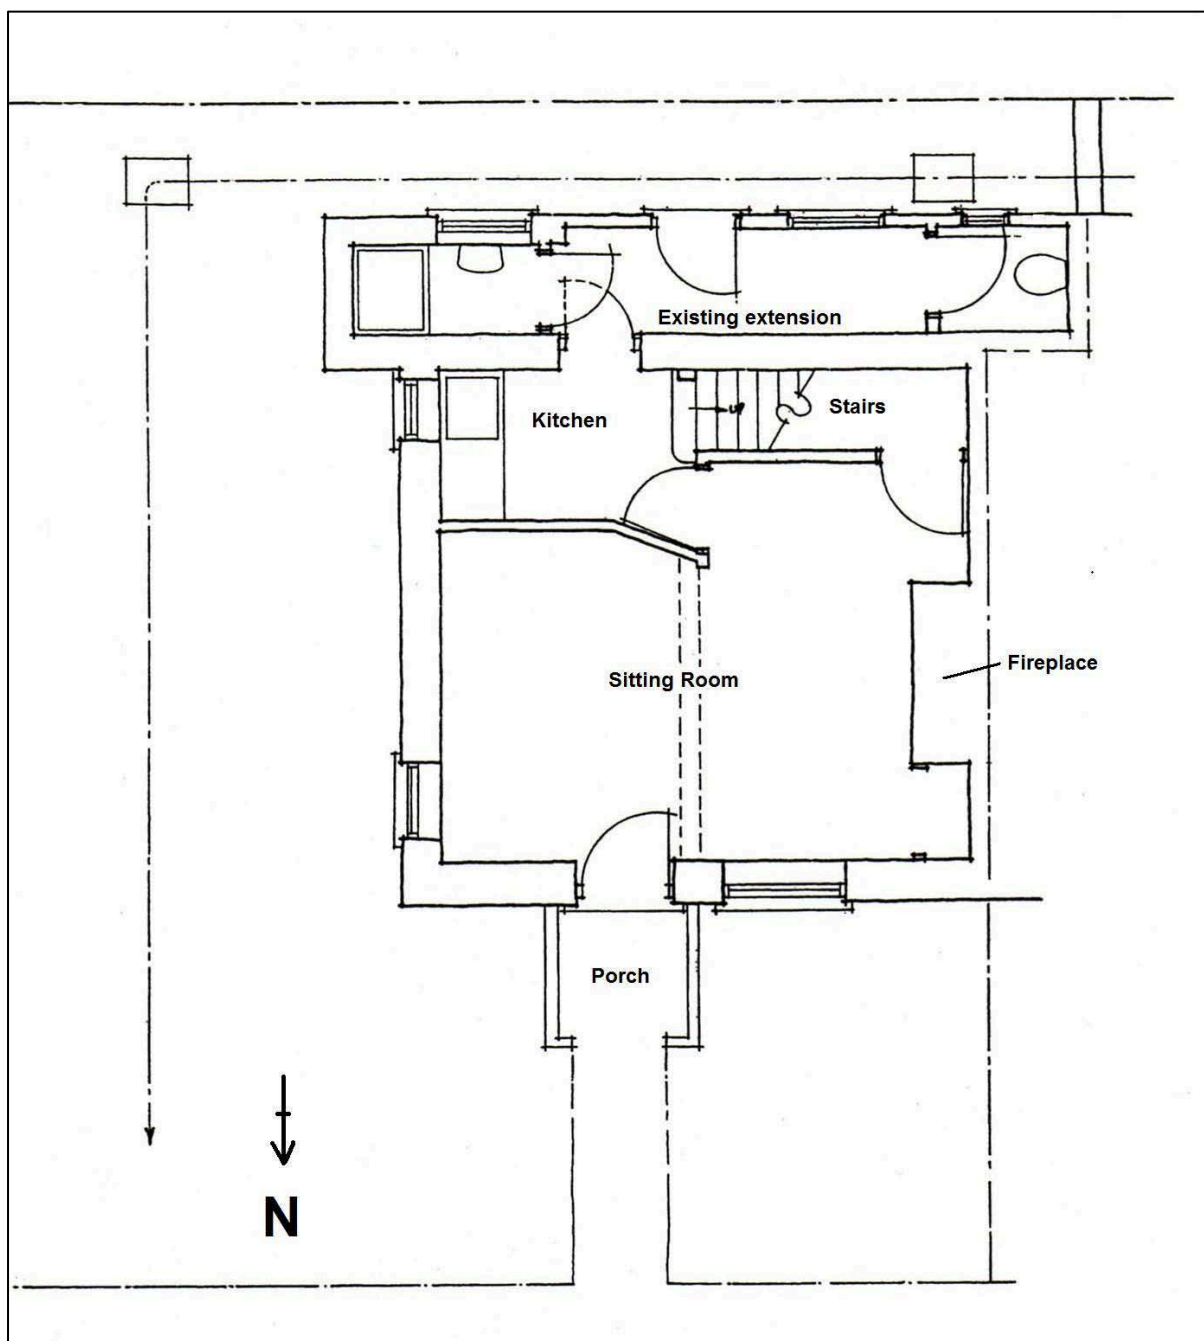 Existing extension
Kitchen
up
Stairs
Sitting Room
Fireplace
Porch
N